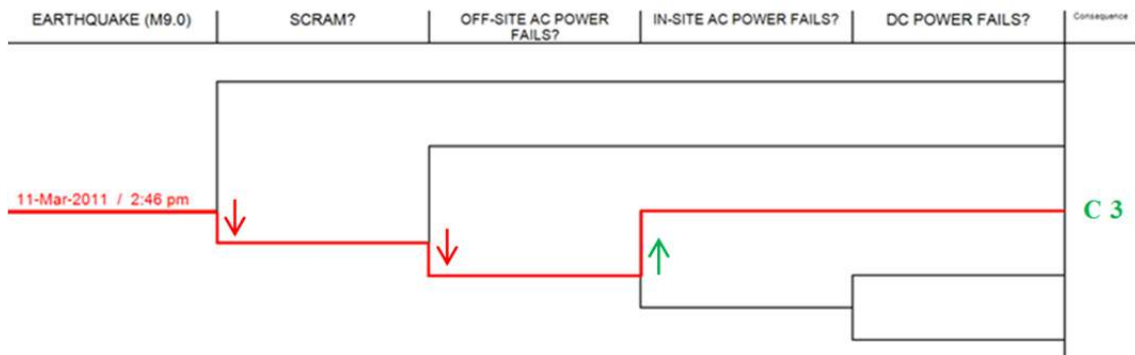 EARTHQUAKE (M9.0)
SCRAM?
OFF-SITE AC POWER
FAILS?
IN-SITE AC POWER FAILS?
DC POWER FAILS?
Consequence
11-Mar-2011 / 2:46 pm
C 3